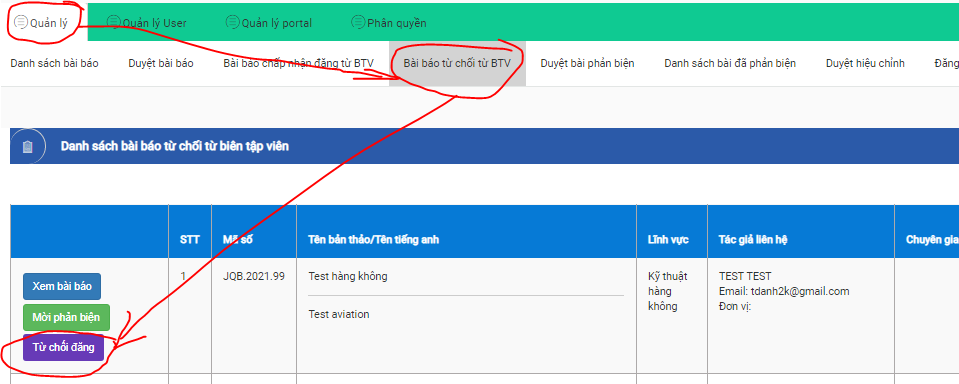 Quản lý Quản lý User Quản lý portal Phân quyền
Danh sách bài báo Duyệt bài báo Bài báo chấp nhận đăng từ BTV Bài báo từ chối từ BTV Duyệt bài phản biện Danh sách bài đã phản biện Duyệt hiệu chỉnh Đăng
Danh sách bài báo từ chối từ biên tập viên
STT Mã số Tên bản thảo/Tên tiếng anh Lĩnh vực Tác giả liên hệ Chuyên gia
Xem bài báo
Mời phản biện
Từ chối đăng
1
JQB.2021.99
Test hàng không
Test aviation
Kỹ thuật
hàng
không
TEST TEST
Email: tdanh2k@gmail.com
Đơn vị: